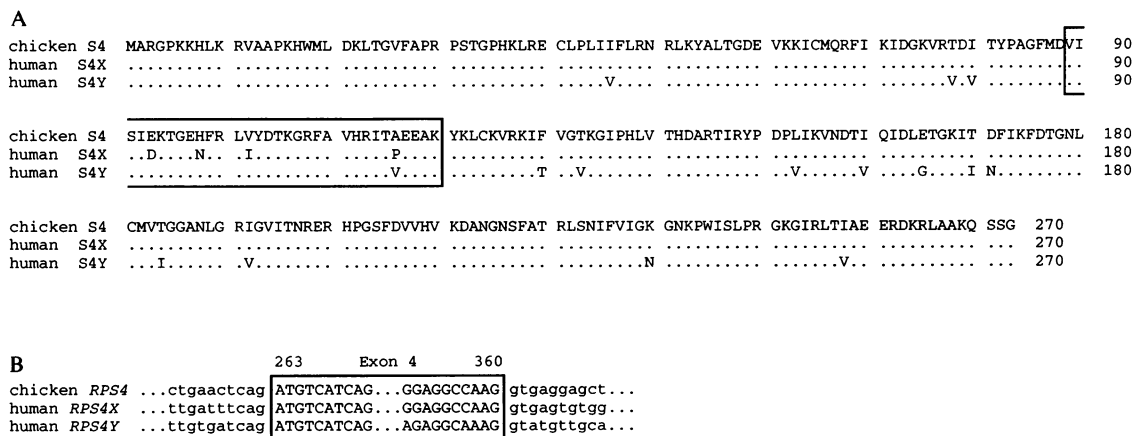 A
chicken S4 MARGPKKHLK RVAAPKHWML DKLTGVFAPR PSTGPHKLRE CLPLIIFLRN RLKYALTGDE VKKICMQRFI KIDGKVRTDI TYPAGFMDVI 90
human S4X .......... .......... .......... .......... .......... .......... .......... .......... .......... 90
human S4Y .......... .......... .......... .......... .....V.... .......... .......... .......V.I .......... 90
chicken S4 SIEKTGEHFR LVYDTKGRFA VHRITAEEAK YKLCKVRKIF VGTKGIPHLV THDARTIRYP DPLIKVNDTI QIDLETGKIT DFIKFDTGNL 180
human S4X ..D....N.. .I........ .....P.... .......... .......... .......... .......... .......... .......... 180
human S4Y .......... .......... .....V.... .........T ..V....... .......... ..V......V ....G....I N......... 180
chicken S4 CMVTGGANLG RIGVITNRER HPGSFDVVHV KDANGNSFAT RLSNIFVIGK GNKPWISLPR GKGIRLTIAE ERDKRLAAKQ SSG 270
human S4X .......... .......... .......... .......... .......... .......... .......... .......... ... 270
human S4Y ...I...... .V........ .......... .......... .........N .......... .......V.. .......... ... 270
B
263 Exon 4 360
chicken RPS4 ...ctgaactcag ATGTCATCAG...GGAGGCCAAG gtgaggagct...
human RPS4X ...ttgatttcag ATGTCATCAG...GGAGGCCAAG gtgagtgtgg...
human RPS4Y ...ttgtgatcag ATGTCATCAG...AGAGGCAAAG gtatgttgca...